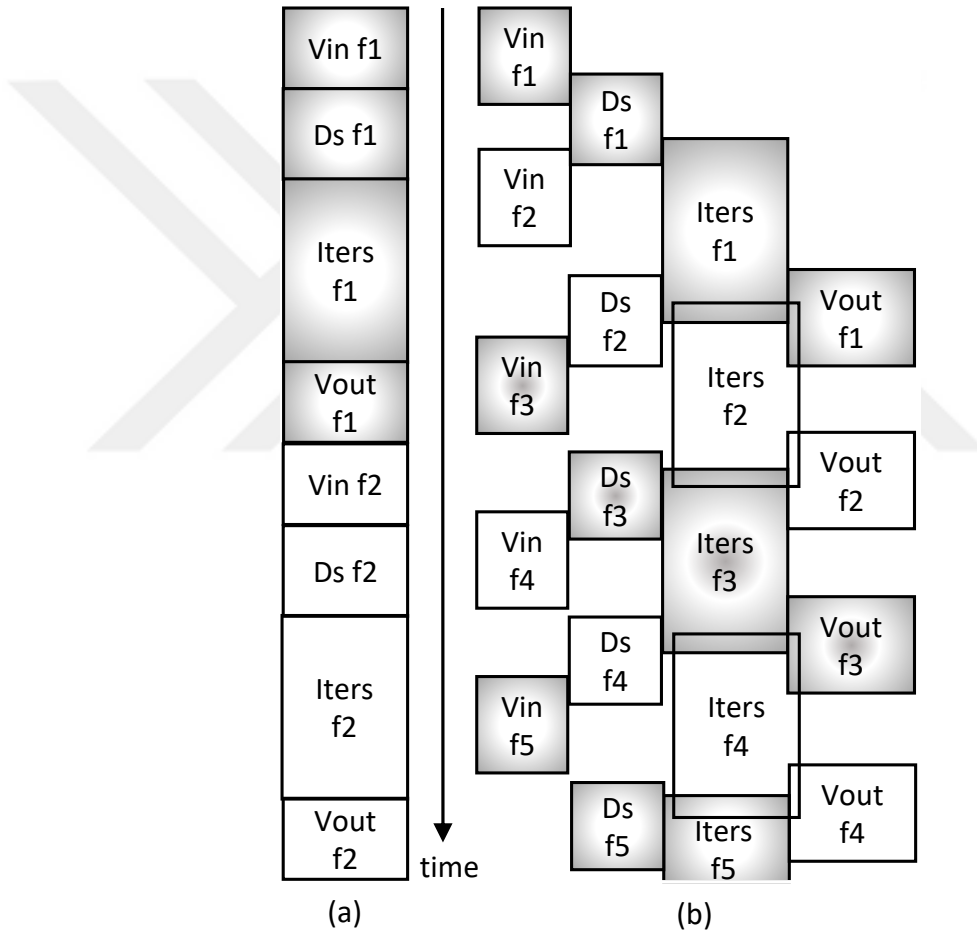 Vin f1
Ds f1
Iters
f1
Vout
f1
Vin f2
Ds f2
Iters
f2
Vout
f2
time
(a)
Vin
f1
Ds
f1
Vin
f2
Iters
f1
Ds
f2
Vout
f1
Vin
f3
Iters
f2
Vout
f2
Ds
f3
Vin
f4
Iters
f3
Vout
f3
Ds
f4
Vin
f5
Iters
f4
Vout
f4
Ds
f5
Iters
f5
(b)